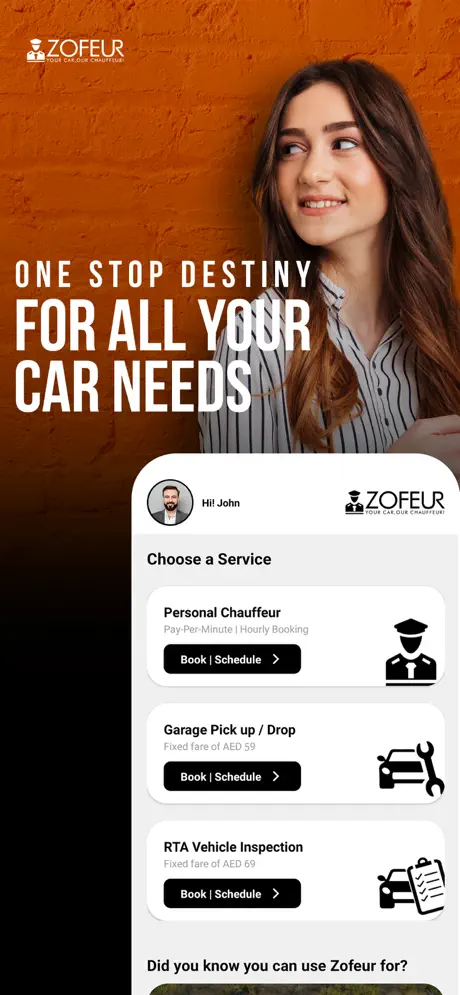 ZOFEUR
YOUR CAR,OUR CHAUFFEUR!
ONE STOP DESTINY
FOR ALL YOUR
CAR NEEDS
Hi! John
ZOFEUR
YOUR CAR,OUR CHAUFFEUR!
Choose a Service
Personal Chauffeur
Pay-Per-Minute | Hourly Booking
Book | Schedule
Garage Pick up / Drop
Fixed fare of AED 59
Book | Schedule
RTA Vehicle Inspection
Fixed fare of AED 69
Book | Schedule
Did you know you can use Zofeur for?